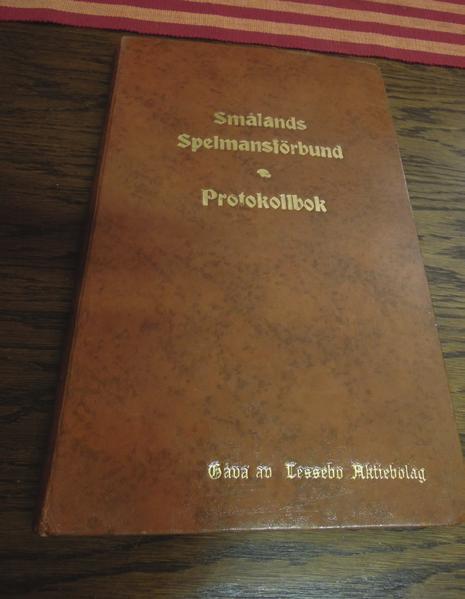 Smålands
Spelmansförbund
Protokollbok
Gåva av Lessebo Aktiebolag